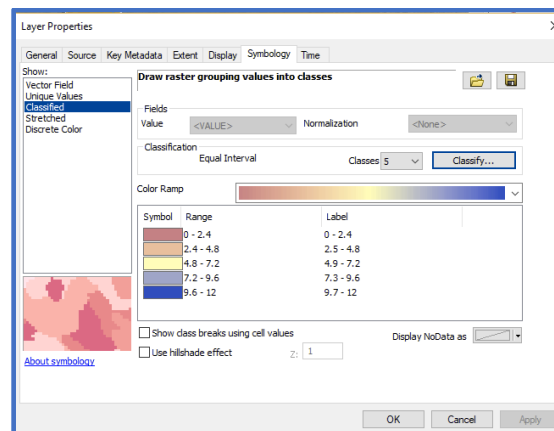 Layer Properties
General Source Key Metadata Extent Display Symbology Time
Show:
Vector Field
Unique Values
Classified
Stretched
Discrete Color
About symbology
Draw raster grouping values into classes
Fields
Value <VALUE> Normalization <None>
Classification
Equal Interval Classes 5 Classify...
Color Ramp
Symbol Range Label
0 - 2.4 0 - 2.4
2.4 - 4.8 2.5 - 4.8
4.8 - 7.2 4.9 - 7.2
7.2 - 9.6 7.3 - 9.6
9.6 - 12 9.7 - 12
Show class breaks using cell values Display NoData as
Use hillshade effect Z: 1
OK Cancel Apply